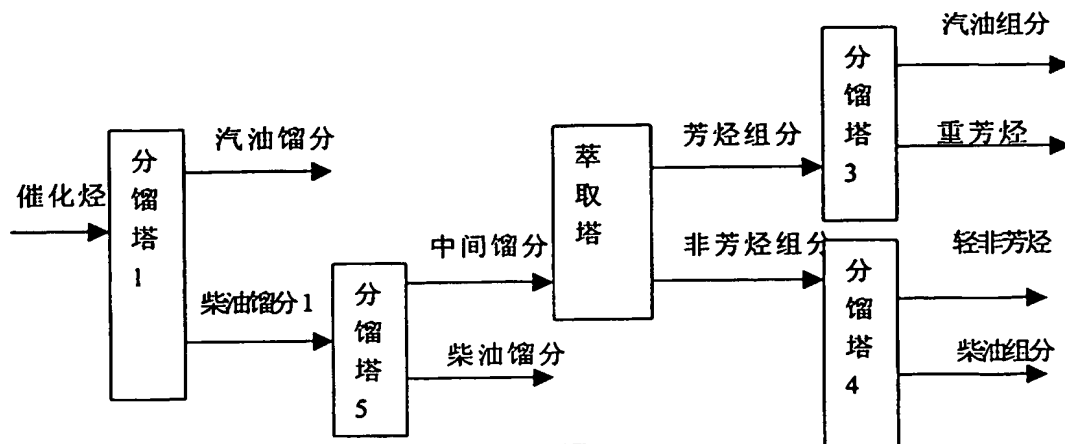 催化烃
分馏塔1
汽油馏分
柴油馏分1
分馏塔5
中间馏分
柴油馏分
萃取塔
芳烃组分
非芳烃组分
分馏塔3
汽油组分
重芳烃
分馏塔4
轻非芳烃
柴油组分